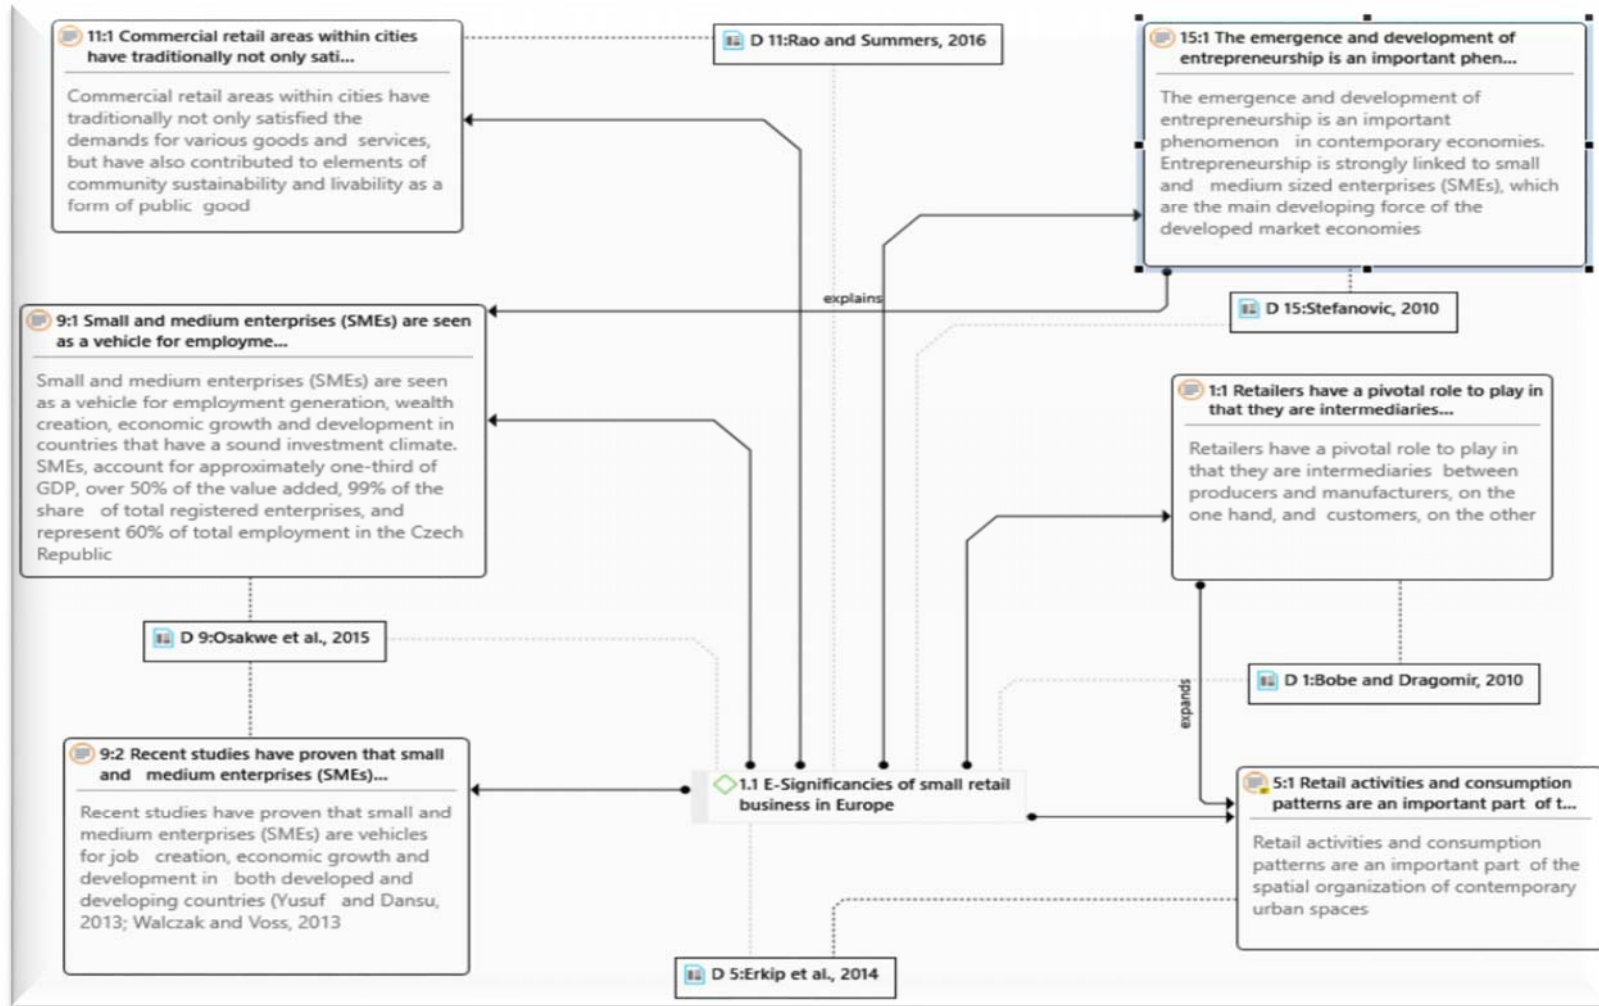 11:1 Commercial retail areas within cities
have traditionally not only sati...
Commercial retail areas within cities have
traditionally not only satisfied the
demands for various goods and services,
but have also contributed to elements of
community sustainability and livability as a
form of public good
D 11:Rao and Summers, 2016
15:1 The emergence and development of
entrepreneurship is an important phen...
The emergence and development of
entrepreneurship is an important
phenomenon in contemporary economies.
Entrepreneurship is strongly linked to small
and medium sized enterprises (SMEs), which
are the main developing force of the
developed market economies
explains
D 15:Stefanovic, 2010
9:1 Small and medium enterprises (SMEs) are seen
as a vehicle for employme...
Small and medium enterprises (SMEs) are seen
as a vehicle for employment generation, wealth
creation, economic growth and development in
countries that have a sound investment climate.
SMEs, account for approximately one-third of
GDP, over 50% of the value added, 99% of the
share of total registered enterprises, and
represent 60% of total employment in the Czech
Republic
1:1 Retailers have a pivotal role to play in
that they are intermediaries...
Retailers have a pivotal role to play in
that they are intermediaries between
producers and manufacturers, on the
one hand, and customers, on the other
D 9:Osakwe et al., 2015
D 1:Bobe and Dragomir, 2010
expands
9:2 Recent studies have proven that small
and medium enterprises (SMEs)...
Recent studies have proven that small and
medium enterprises (SMEs) are vehicles
for job creation, economic growth and
development in both developed and
developing countries (Yusuf and Dansu,
2013; Walczak and Voss, 2013
1.1 E-Significancies of small retail
business in Europe
5:1 Retail activities and consumption
patterns are an important part of t...
Retail activities and consumption
patterns are an important part of the
spatial organization of contemporary
urban spaces
D 5:Erkip et al., 2014